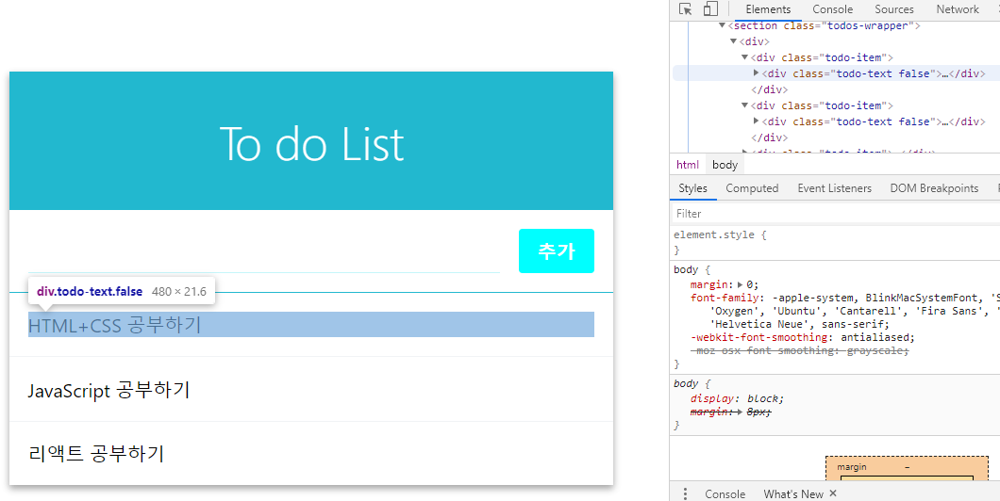 To do List
추가
div.todo-text.false 480 × 21.6
HTML+CSS 공부하기
JavaScript 공부하기
리액트 공부하기
Elements Console Sources Network
▼<section class="todos-wrapper">
▼<div>
▼<div class="todo-item">
▶<div class="todo-text false">…</div>
</div>
▼<div class="todo-item">
▶<div class="todo-text false">…</div>
</div>
▶<div class="todo-item">…</div>
html body
Styles Computed Event Listeners DOM Breakpoints
Filter
element.style {
}
body {
margin: ▶ 0;
font-family: -apple-system, BlinkMacSystemFont, 'S
'Oxygen', 'Ubuntu', 'Cantarell', 'Fira Sans', '
'Helvetica Neue', sans-serif;
-webkit-font-smoothing: antialiased;
-moz-osx-font-smoothing: grayscale;
}
body {
display: block;
margin: ▶ 8px;
}
margin –
Console What's New ×